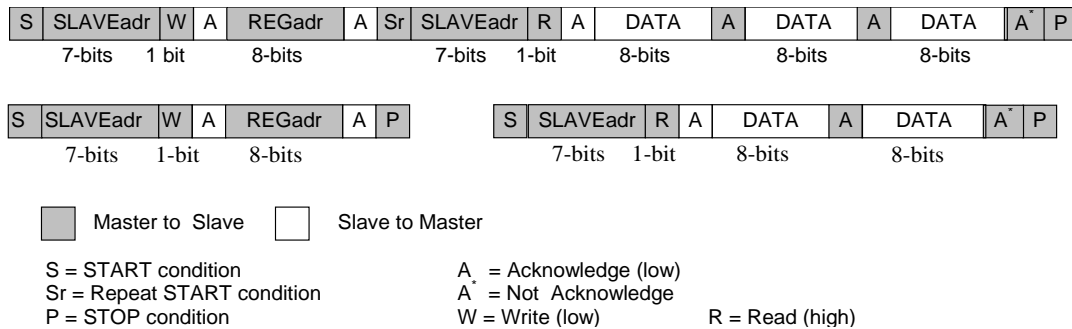 S SLAVEadr W A REGadr A Sr SLAVEadr R A DATA A DATA A DATA A* P
7-bits 1 bit 8-bits 7-bits 1-bit 8-bits 8-bits 8-bits
S SLAVEadr W A REGadr A P S SLAVEadr R A DATA A DATA A* P
7-bits 1-bit 8-bits 7-bits 1-bit 8-bits 8-bits
Master to Slave Slave to Master
S = START condition A = Acknowledge (low)
Sr = Repeat START condition A* = Not Acknowledge
P = STOP condition W = Write (low) R = Read (high)